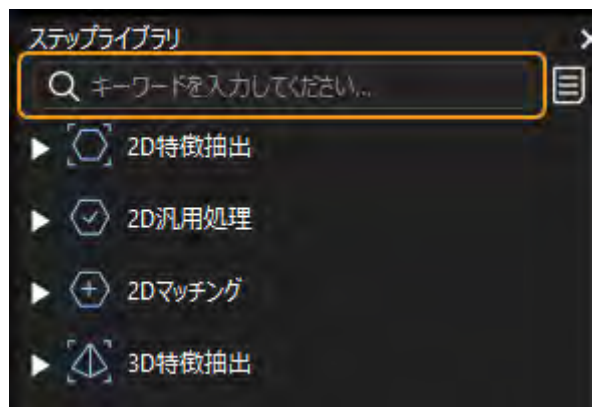 ステップライブラリ
キーワードを入力してください...
2D特徴抽出
2D汎用処理
2Dマッチング
3D特徴抽出